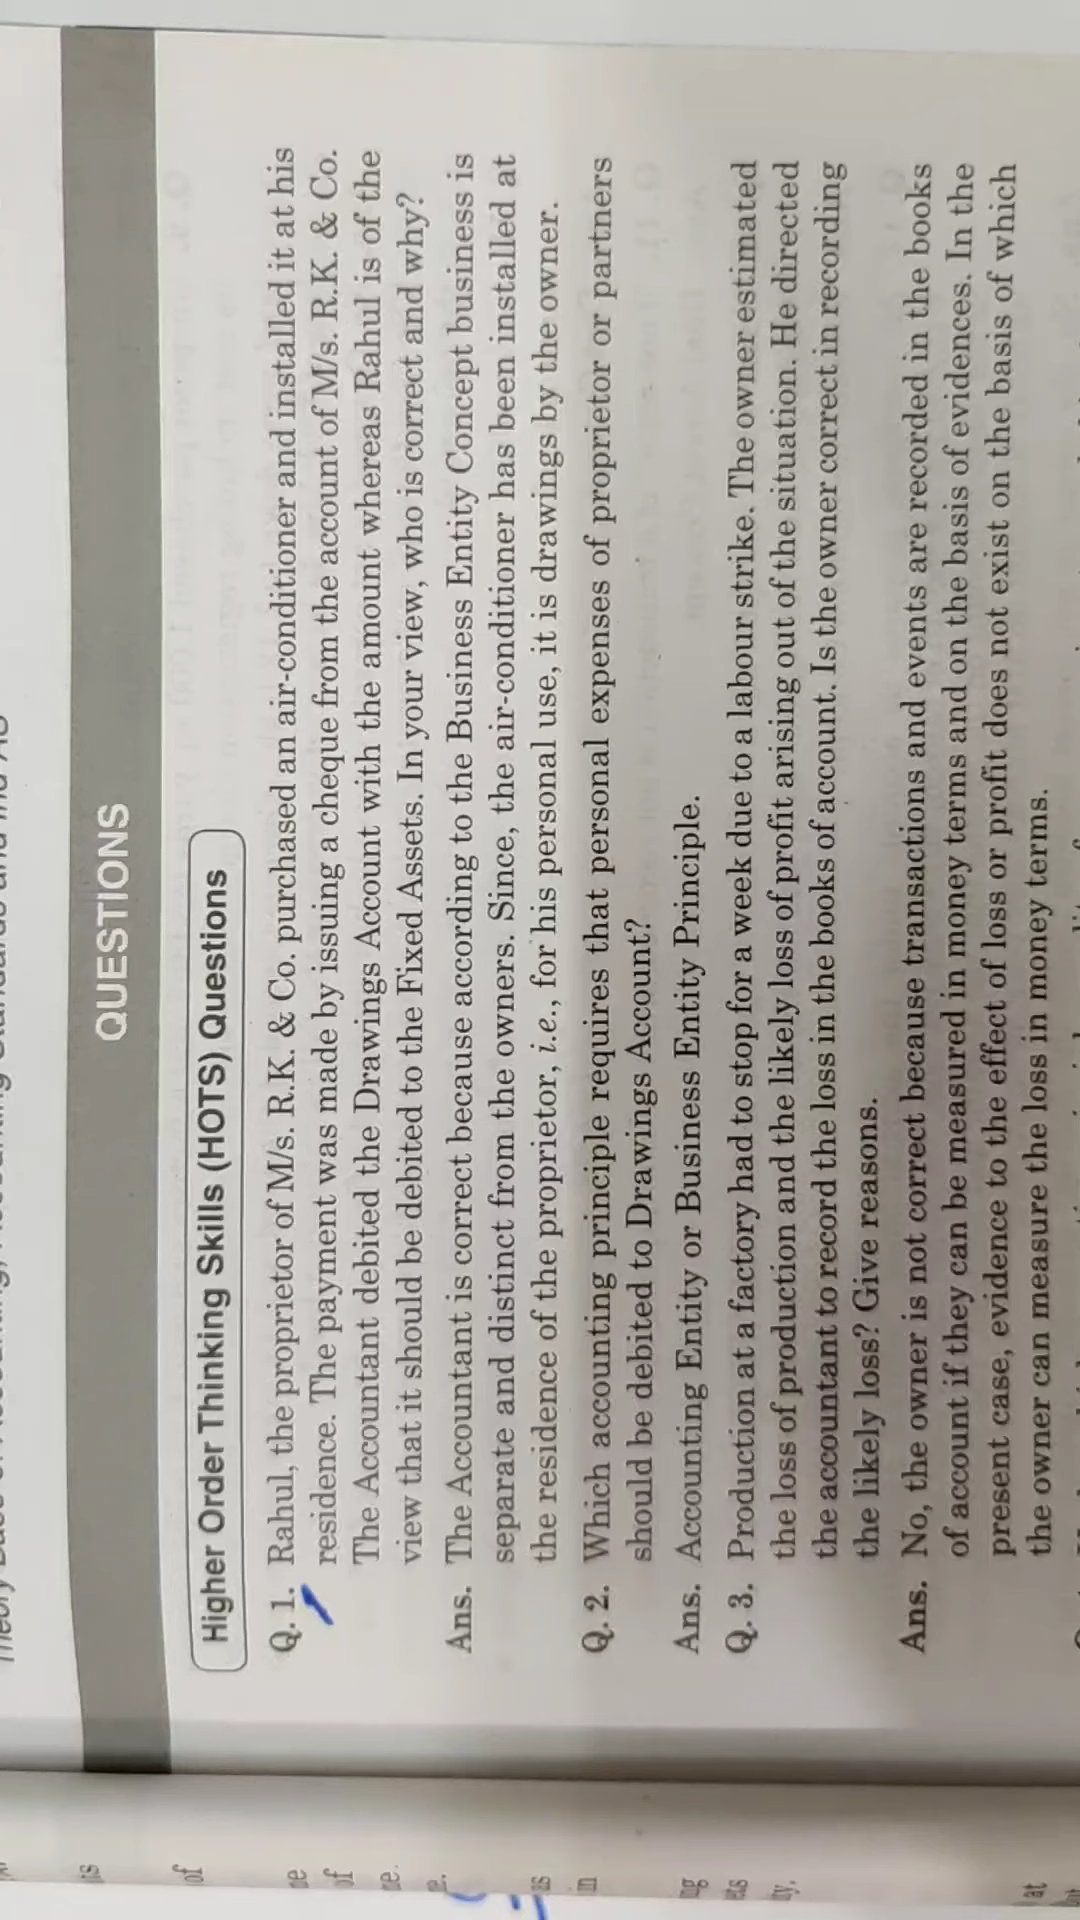 QUESTIONS
Higher Order Thinking Skills (HOTS) Questions
Q. 1. Rahul, the proprietor of M/s. R.K. & Co. purchased an air-conditioner and installed it at his
residence. The payment was made by issuing a cheque from the account of M/s. R.K. & Co.
The Accountant debited the Drawings Account with the amount whereas Rahul is of the
view that it should be debited to the Fixed Assets. In your view, who is correct and why?
Ans. The Accountant is correct because according to the Business Entity Concept business is
separate and distinct from the owners. Since, the air-conditioner has been installed at
the residence of the proprietor, i.e., for his personal use, it is drawings by the owner.
Q. 2. Which accounting principle requires that personal expenses of proprietor or partners
should be debited to Drawings Account?
Ans. Accounting Entity or Business Entity Principle.
Q. 3. Production at a factory had to stop for a week due to a labour strike. The owner estimated
the loss of production and the likely loss of profit arising out of the situation. He directed
the accountant to record the loss in the books of account. Is the owner correct in recording
the likely loss? Give reasons.
Ans. No, the owner is not correct because transactions and events are recorded in the books
of account if they can be measured in money terms and on the basis of evidences. In the
present case, evidence to the effect of loss or profit does not exist on the basis of which
the owner can measure the loss in money terms.